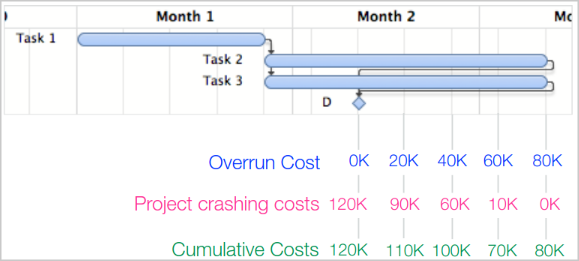 Month 1 Month 2 Mo
Task 1
Task 2
Task 3
D
Overrun Cost 0K 20K 40K 60K 80K
Project crashing costs 120K 90K 60K 10K 0K
Cumulative Costs 120K 110K 100K 70K 80K